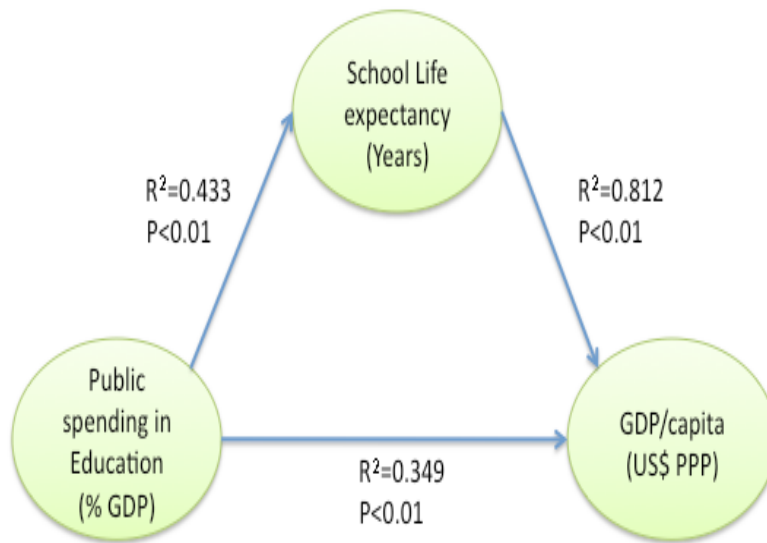 School Life
expectancy
(Years)
R²=0.433
P<0.01
R²=0.812
P<0.01
Public
spending in
Education
(% GDP)
GDP/capita
(US$ PPP)
R²=0.349
P<0.01